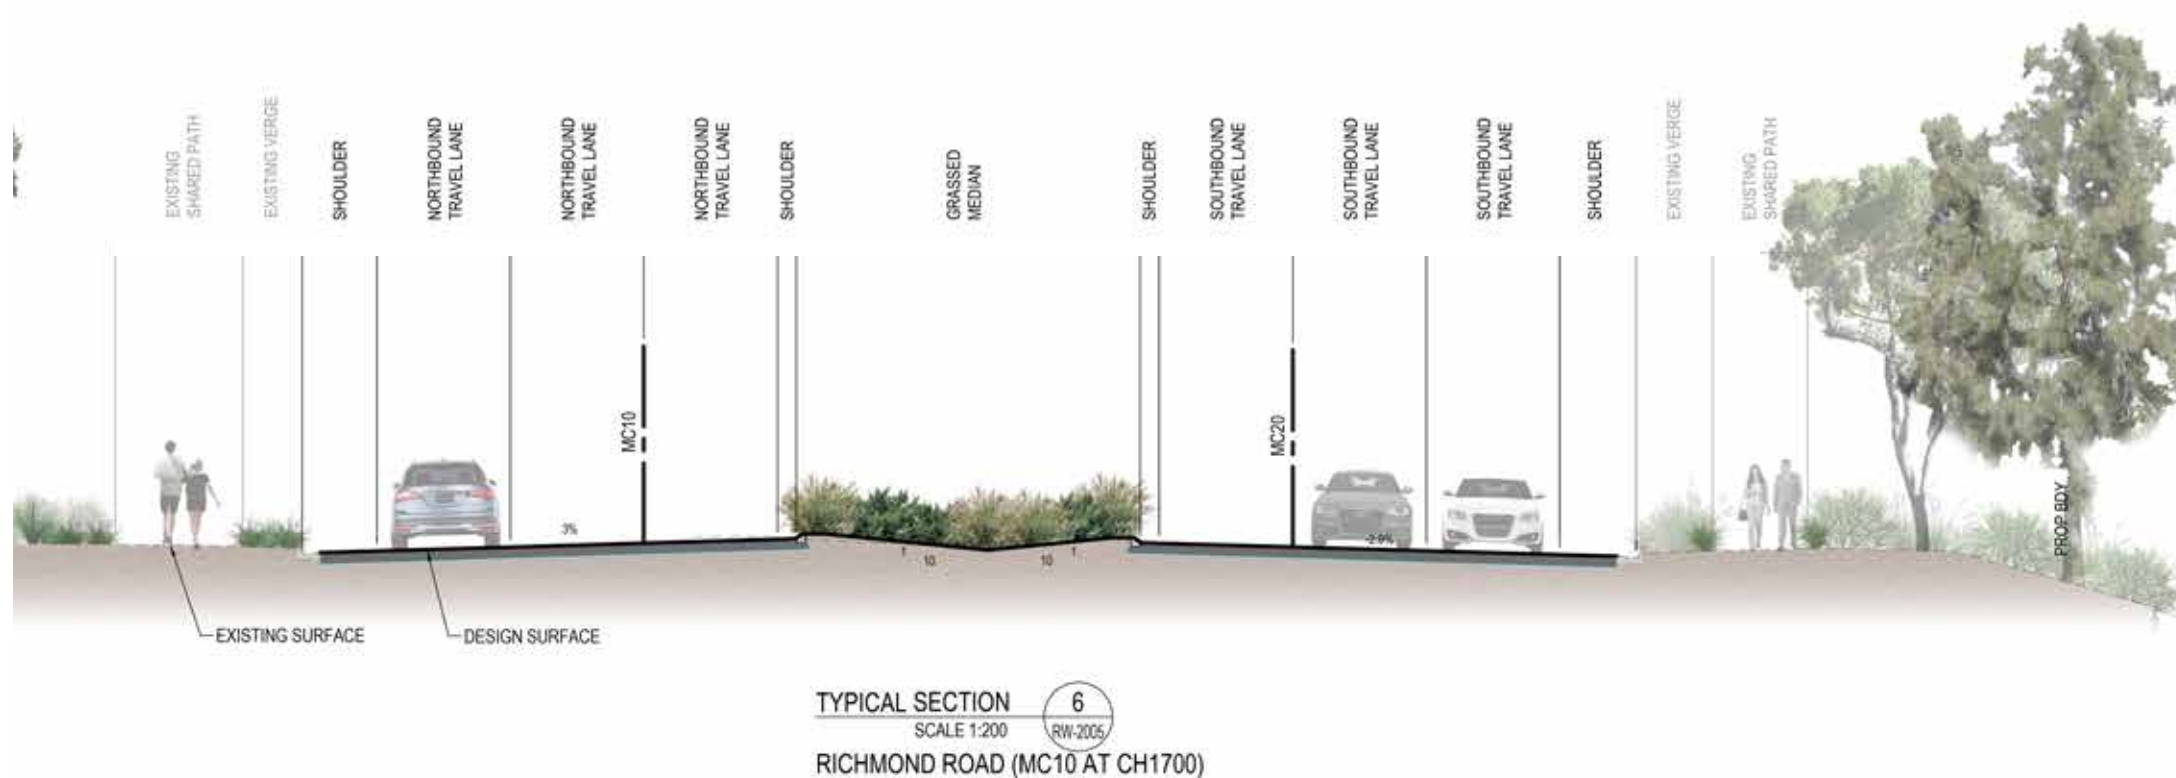 EXISTING
SHARED PATH
EXISTING VERGE
SHOULDER
NORTHBOUND
TRAVEL LANE
NORTHBOUND
TRAVEL LANE
NORTHBOUND
TRAVEL LANE
SHOULDER
GRASSED
MEDIAN
SHOULDER
SOUTHBOUND
TRAVEL LANE
SOUTHBOUND
TRAVEL LANE
SOUTHBOUND
TRAVEL LANE
SHOULDER
EXISTING VERGE
EXISTING
SHARED PATH
MC10
MC20
3%
-2.9%
1
10
1
10
PROP BDY
EXISTING SURFACE
DESIGN SURFACE
TYPICAL SECTION
6
SCALE 1:200
RW-2005
RICHMOND ROAD (MC10 AT CH1700)